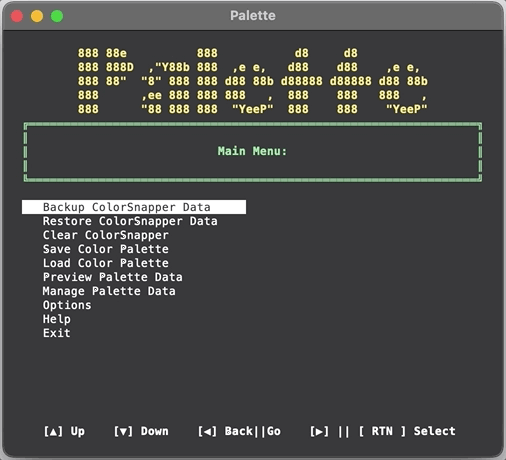 Palette
888 88e          888           d8     d8
888 888D  ,"Y88b 888  ,e e,   d88    d88    ,e e,
888 88"  "8" 888 888 d88 88b d88888 d88888 d88 88b
888      ,ee 888 888 888   ,  888    888   888   ,
888      "88 888 888  "YeeP"  888    888    "YeeP"
Main Menu:
Backup ColorSnapper Data
Restore ColorSnapper Data
Clear ColorSnapper
Save Color Palette
Load Color Palette
Preview Palette Data
Manage Palette Data
Options
Help
Exit
[▲] Up    [▼] Down    [◀] Back||Go    [▶] || [ RTN ] Select